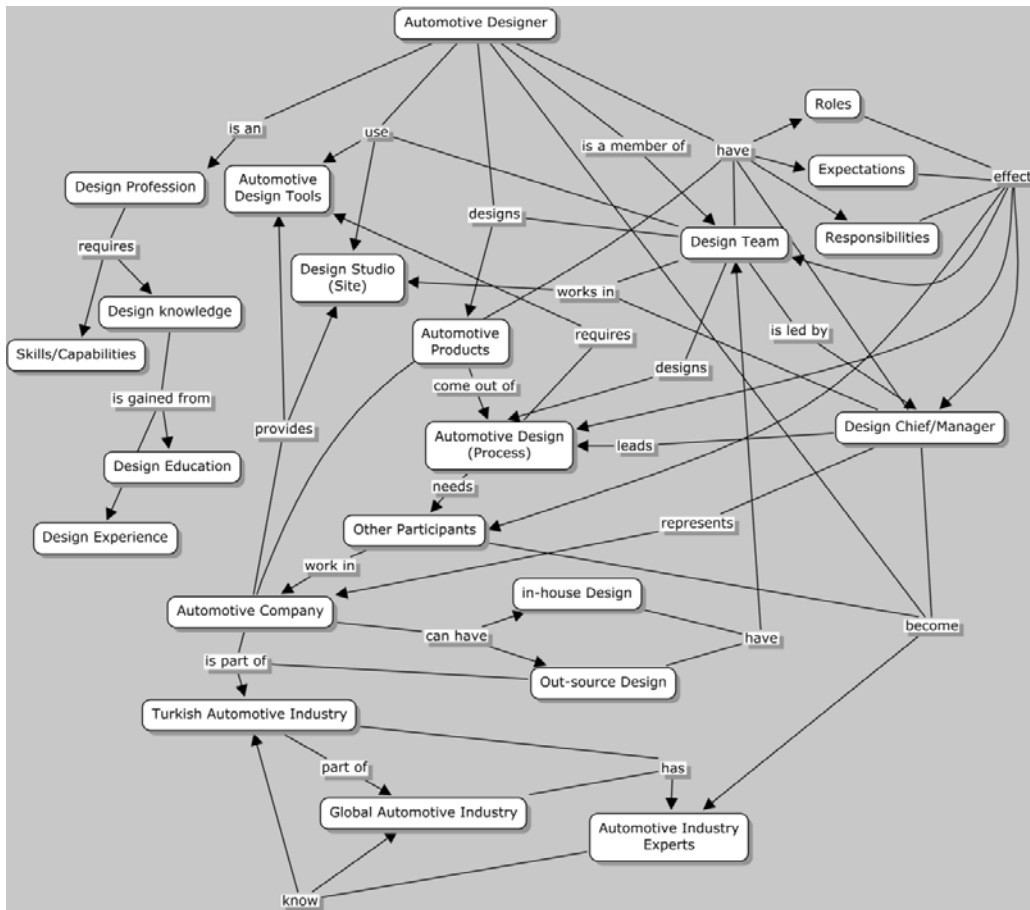 Automotive Designer
Roles
is an
use
is a member of
have
Expectations
effect
Design Profession
Automotive
Design Tools
designs
Responsibilities
requires
Design Team
Design Studio
(Site)
works in
Design knowledge
Automotive
Products
requires
is led by
Skills/Capabilities
come out of
designs
is gained from
provides
Automotive Design
(Process)
leads
Design Chief/Manager
Design Education
needs
Design Experience
Other Participants
represents
work in
in-house Design
Automotive Company
can have
have
become
is part of
Out-source Design
Turkish Automotive Industry
part of
has
Global Automotive Industry
Automotive Industry
Experts
know